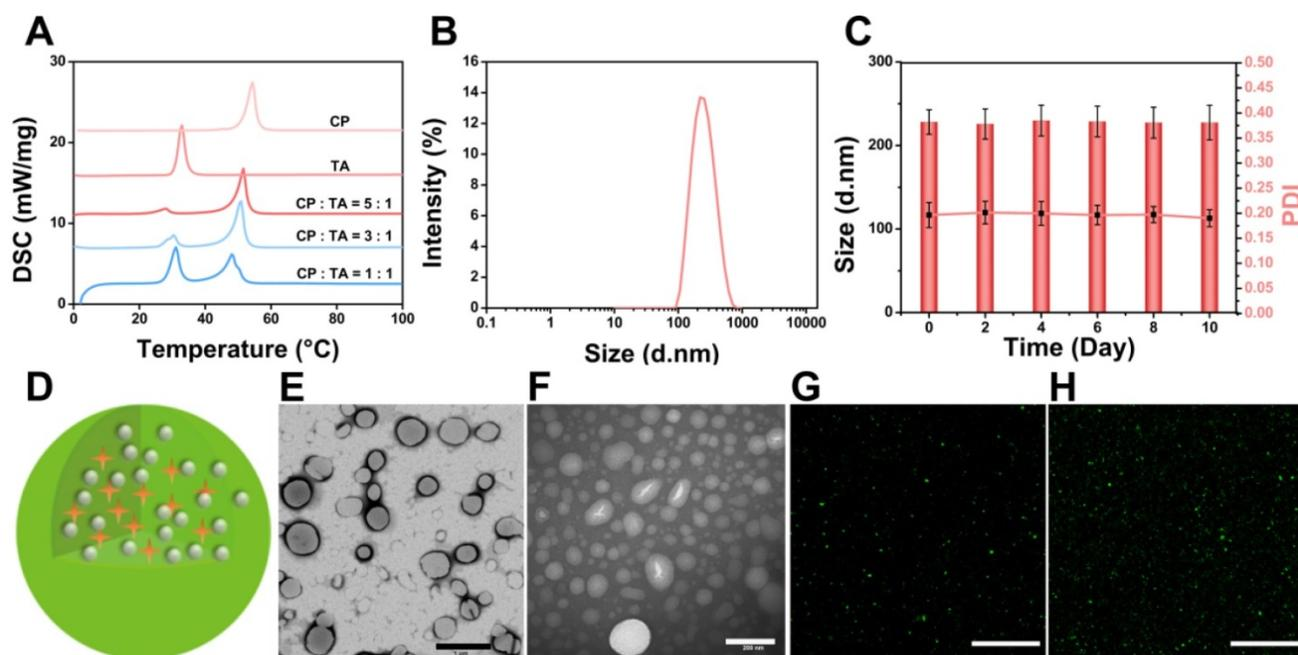 A
DSC (mW/mg)
30
20
10
0
CP
TA
CP : TA = 5 : 1
CP : TA = 3 : 1
CP : TA = 1 : 1
0 20 40 60 80 100
Temperature (°C)
B
Intensity (%)
16
14
12
10
8
6
4
2
0
0.1 1 10 100 1000 10000
Size (d.nm)
C
Size (d.nm)
300
250
200
150
100
50
0
0.50
0.45
0.40
0.35
0.30
0.25
0.20
0.15
0.10
0.05
0.00
PDI
0 2 4 6 8 10
Time (Day)
D
E
F
200 nm
G
H